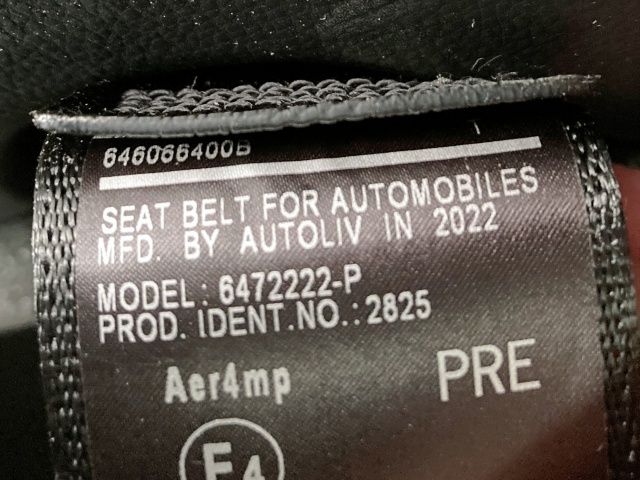 646066400B
SEAT BELT FOR AUTOMOBILES
MFD. BY AUTOLIV IN 2022
MODEL: 6472222-P
PROD. IDENT.NO.:2825
Aer4mp PRE
E4